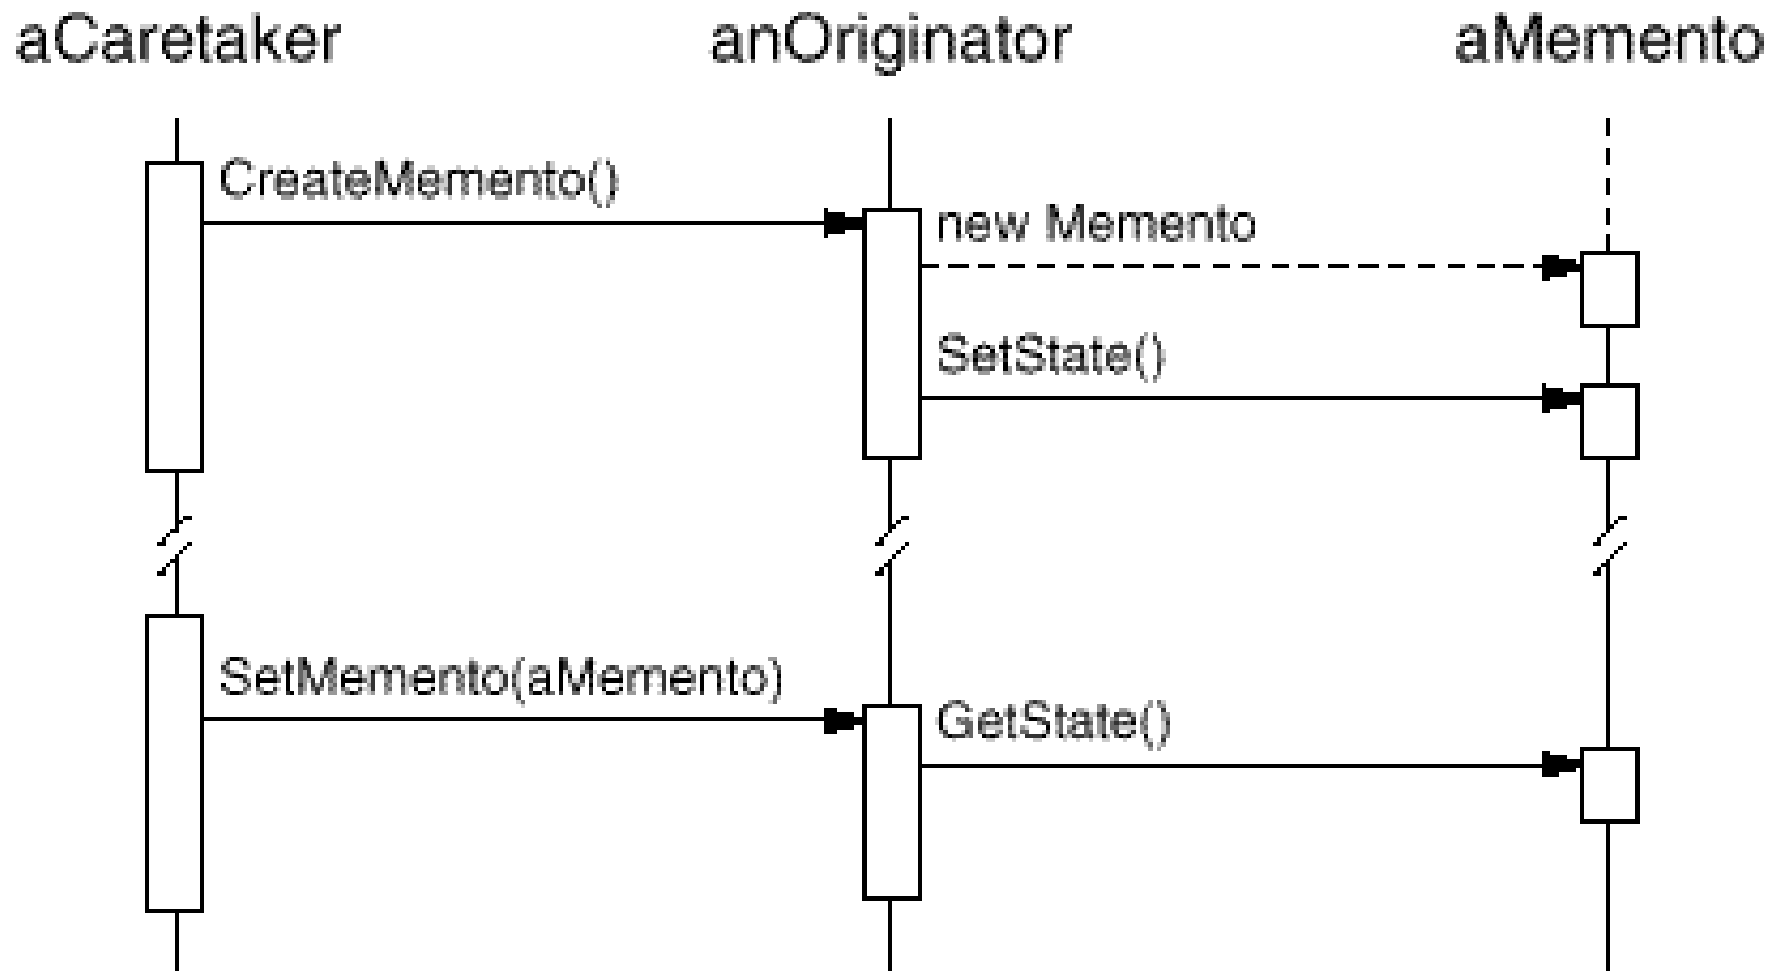 aCaretaker anOriginator aMemento
CreateMemento()
new Memento
SetState()
SetMemento(aMemento)
GetState()